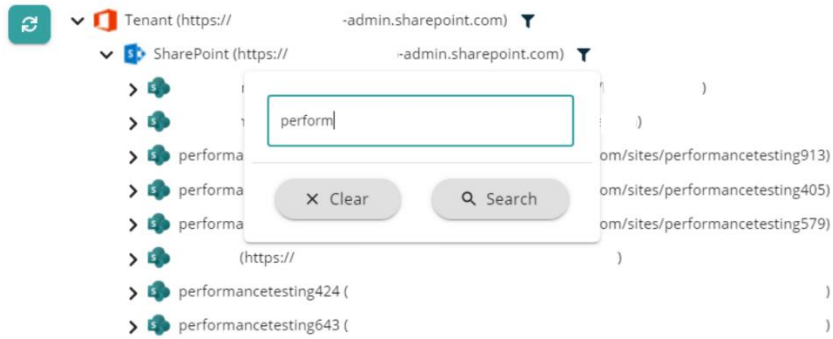 Tenant (https:// -admin.sharepoint.com)
SharePoint (https:// -admin.sharepoint.com)
)
)
perform
performa om/sites/performancetesting913)
performa om/sites/performancetesting405)
performa om/sites/performancetesting579)
Clear Search
(https:// )
performancetesting424 ( )
performancetesting643 ( )